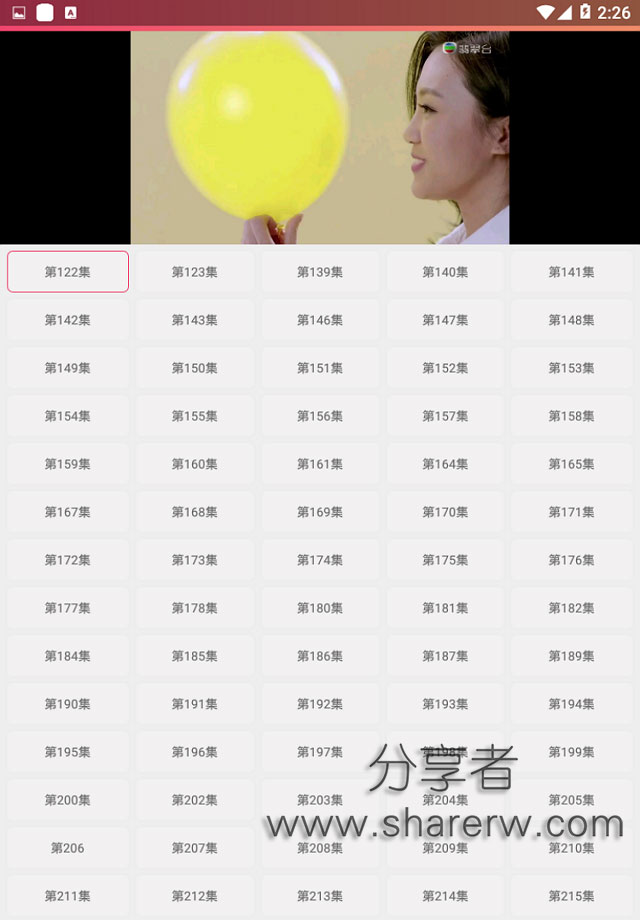 2:26
翡翠台
第122集 第123集 第139集 第140集 第141集
第142集 第143集 第146集 第147集 第148集
第149集 第150集 第151集 第152集 第153集
第154集 第155集 第156集 第157集 第158集
第159集 第160集 第161集 第164集 第165集
第167集 第168集 第169集 第170集 第171集
第172集 第173集 第174集 第175集 第176集
第177集 第178集 第180集 第181集 第182集
第184集 第185集 第186集 第187集 第189集
第190集 第191集 第192集 第193集 第194集
第195集 第196集 第197集 第198集 第199集
分享者
第200集 第202集 第203集 第204集 第205集
www.sharerw.com
第206 第207集 第208集 第209集 第210集
第211集 第212集 第213集 第214集 第215集